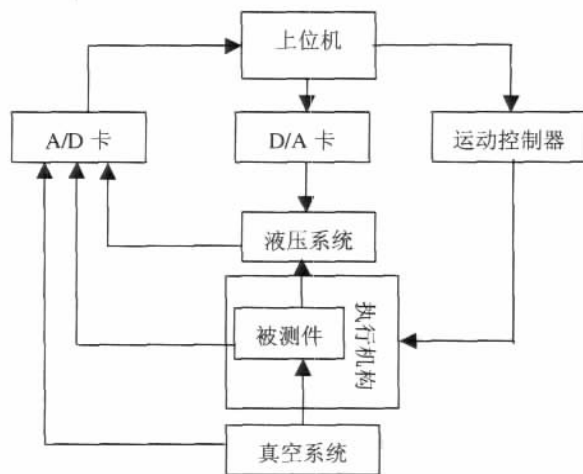 上位机
A/D 卡
D/A 卡
运动控制器
液压系统
被测件
执行机构
真空系统